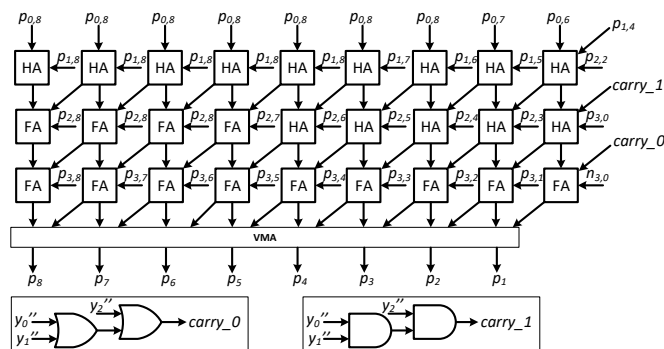 p0,8 p0,8 p0,8 p0,8 p0,8 p0,8 p0,8 p0,7 p0,6
p1,4
HA p1,8 HA p1,8 HA p1,8 HA p1,8 HA p1,8 HA p1,7 HA p1,6 HA p1,5 HA p2,2
carry_1
FA p2,8 FA p2,8 FA p2,8 FA p2,7 HA p2,6 HA p2,5 HA p2,4 HA p2,3 HA p3,0
carry_0
FA p3,8 FA p3,7 FA p3,6 FA p3,5 FA p3,4 FA p3,3 FA p3,2 FA p3,1 FA n3,0
VMA
p8 p7 p6 p5 p4 p3 p2 p1
y2'' y2''
y0'' carry_0 y0'' carry_1
y1'' y1''